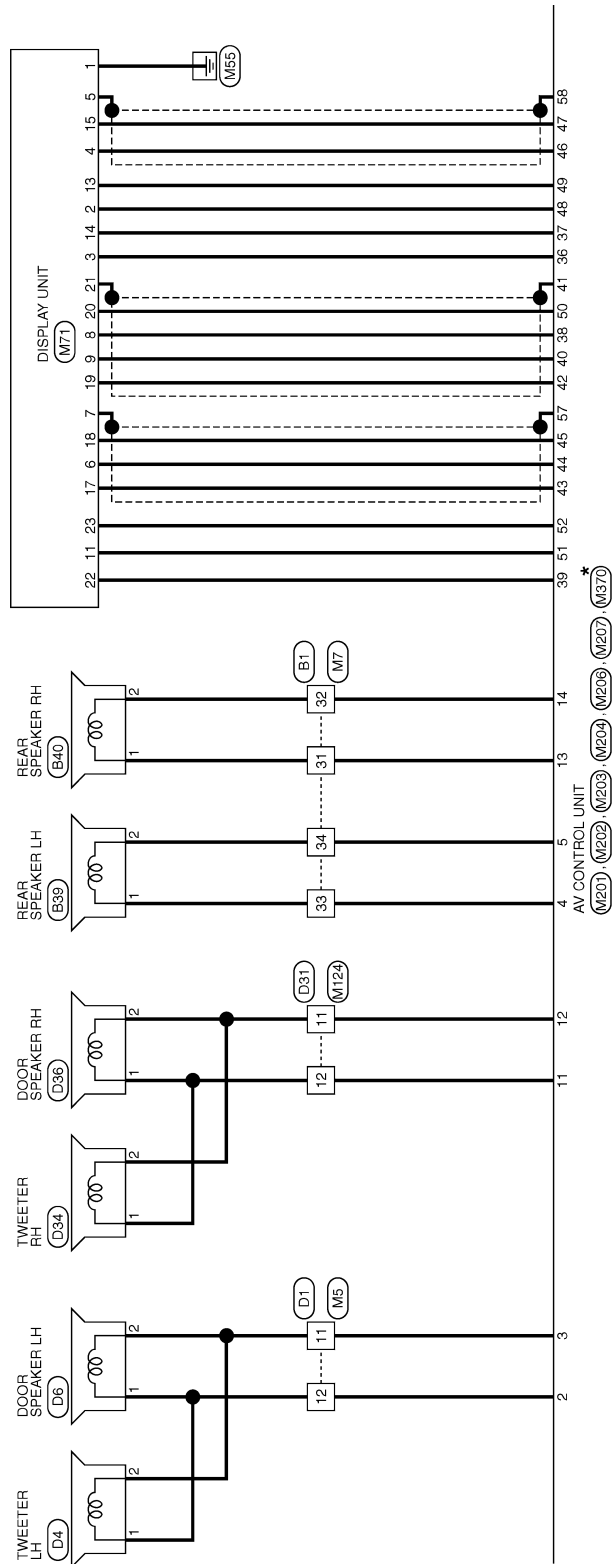 TWEETER
LH
D4
1 2
DOOR
SPEAKER LH
D6
1 2
TWEETER
RH
D34
1 2
DOOR
SPEAKER RH
D36
1 2
REAR
SPEAKER LH
B39
1 2
REAR
SPEAKER RH
B40
1 2
DISPLAY UNIT
M71
22 11 23 17 6 18 7 19 9 8 20 21 3 14 2 13 4 15 5 1
M55
12 11
D1
M5
12 11
D31
M124
33 34 31 32
B1
M7
2 3 11 12 4 5 13 14 39 51 52 43 44 45 57 42 40 38 50 41 36 37 48 49 46 47 58
AV CONTROL UNIT
M201 , M202 , M203 , M204 , M206 , M207 , M370 *